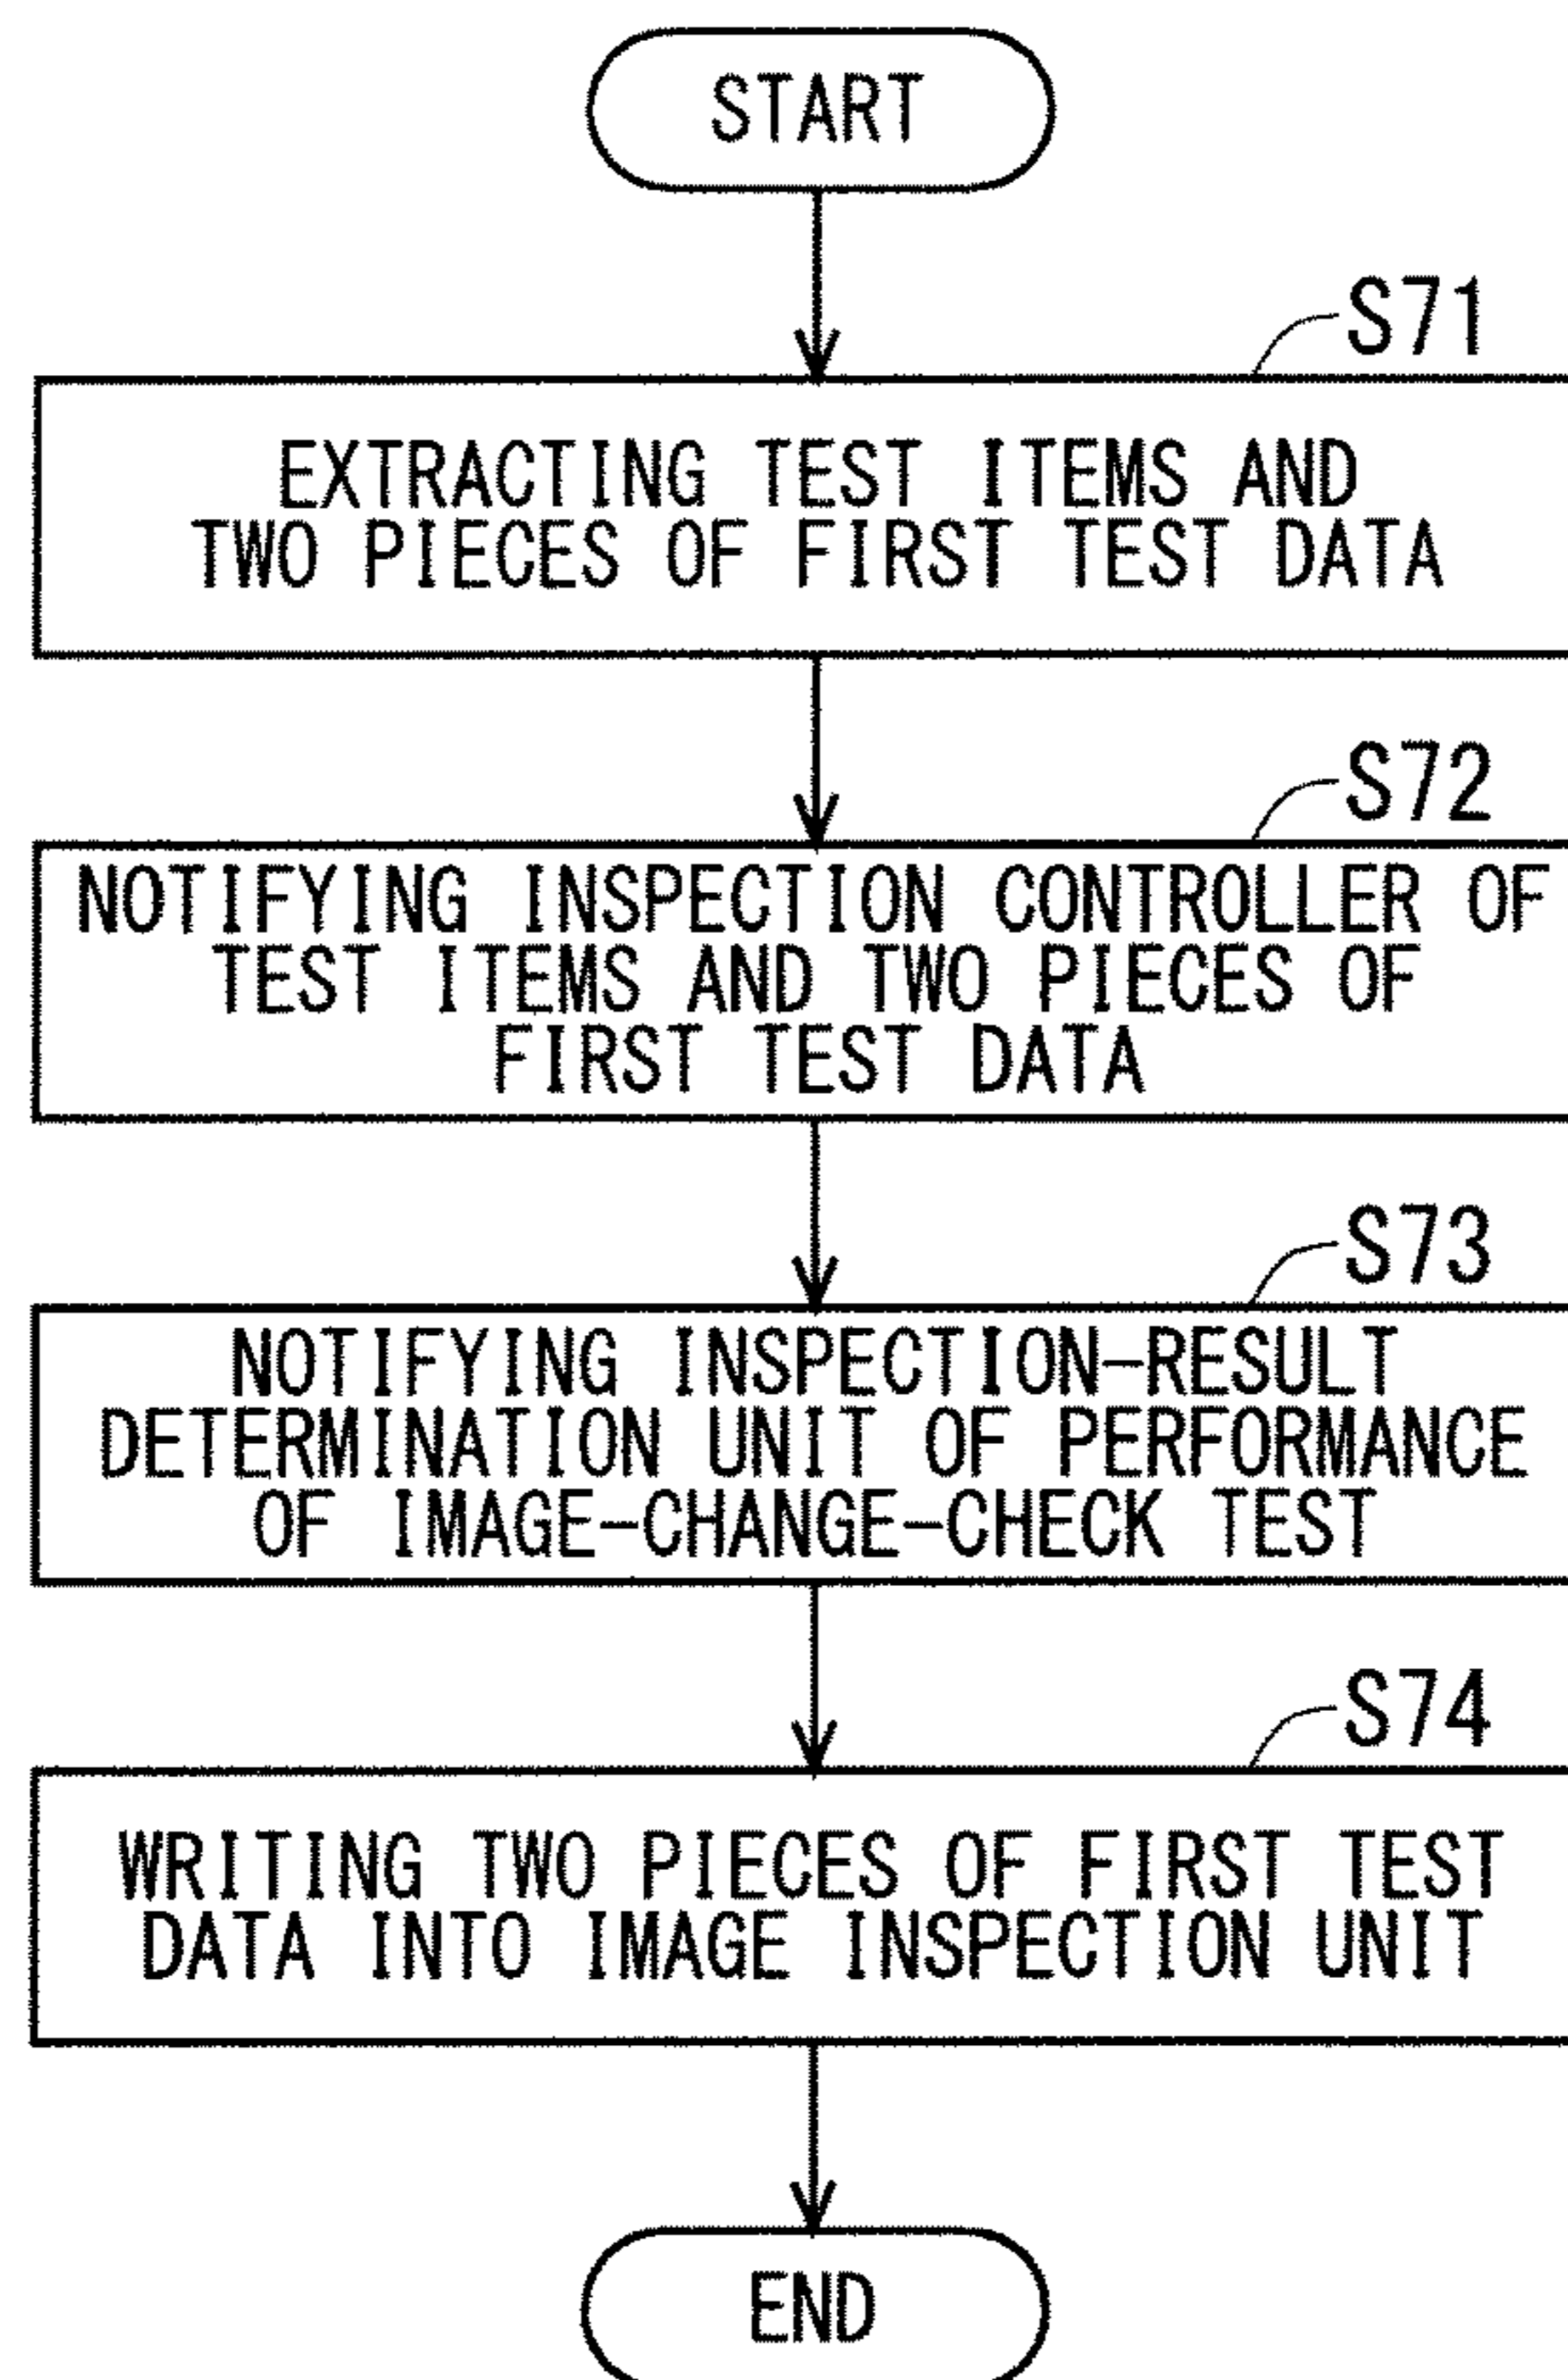 START
S71
EXTRACTING TEST ITEMS AND
TWO PIECES OF FIRST TEST DATA
S72
NOTIFYING INSPECTION CONTROLLER OF
TEST ITEMS AND TWO PIECES OF
FIRST TEST DATA
S73
NOTIFYING INSPECTION-RESULT
DETERMINATION UNIT OF PERFORMANCE
OF IMAGE-CHANGE-CHECK TEST
S74
WRITING TWO PIECES OF FIRST TEST
DATA INTO IMAGE INSPECTION UNIT
END